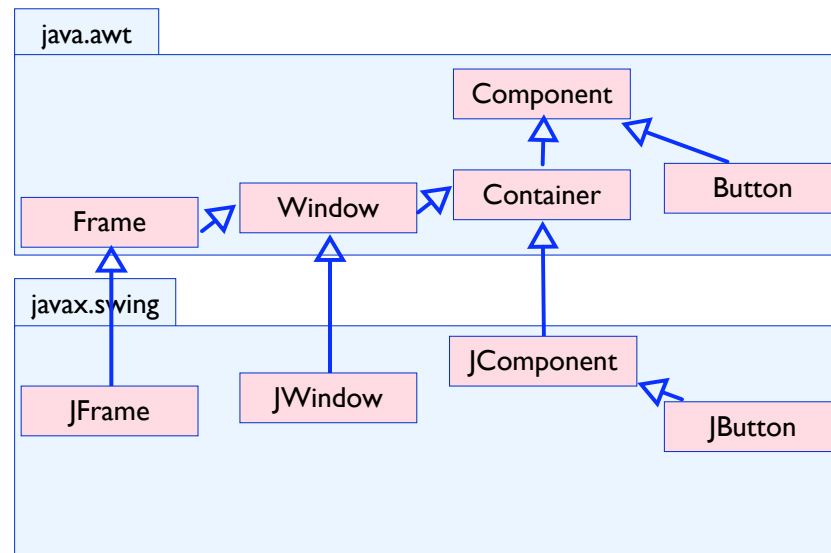 java.awt
Component
Button
Container
Window
Frame
javax.swing
JComponent
JWindow
JFrame
JButton